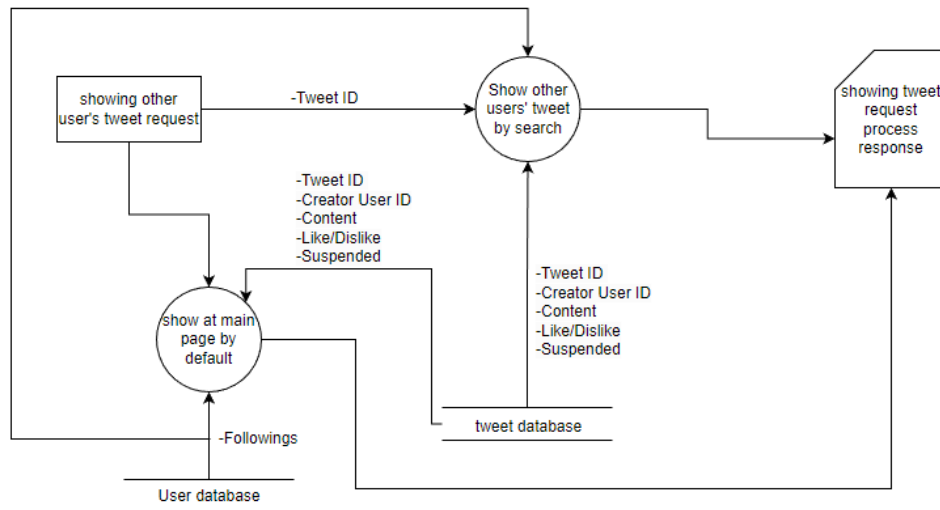 showing other
user's tweet request
-Tweet ID
Show other
users' tweet
by search
showing tweet
request
process
response
-Tweet ID
-Creator User ID
-Content
-Like/Dislike
-Suspended
-Tweet ID
-Creator User ID
-Content
-Like/Dislike
-Suspended
show at main
page by
default
tweet database
-Followings
User database